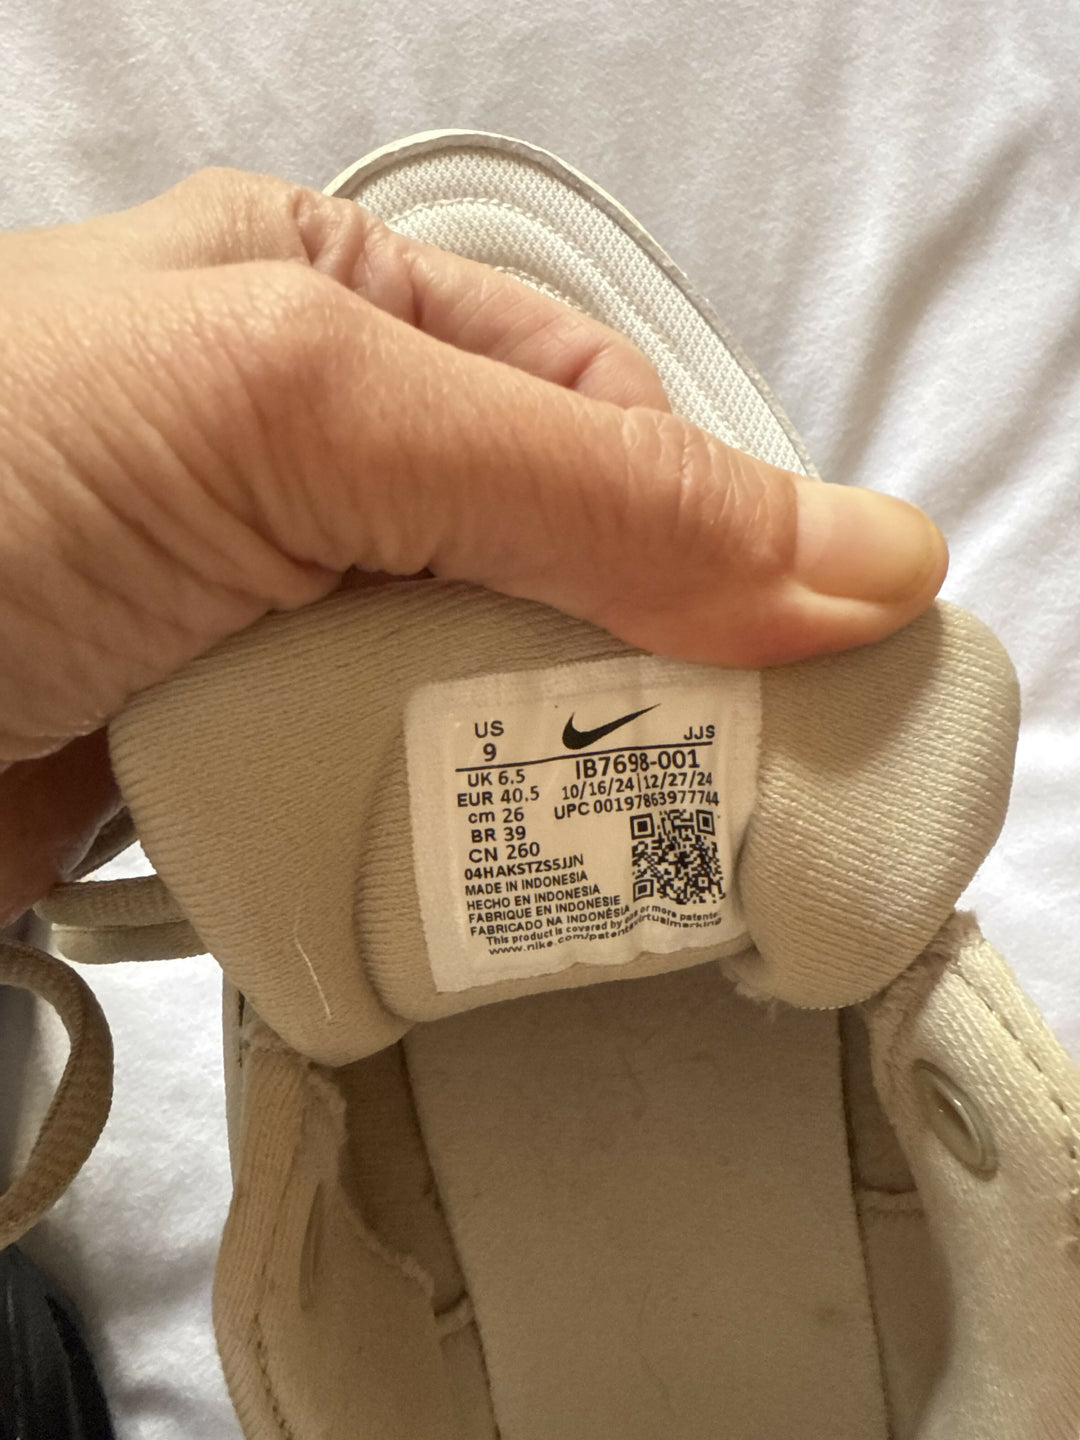 US
9
JJS
UK 6.5
EUR 40.5
cm 26
BR 39
CN 260
IB7698-001
10/16/24|12/27/24
UPC 00197863977744
04HAKSTZS5JJN
MADE IN INDONESIA
HECHO EN INDONESIA
FABRIQUE EN INDONESIE
FABRICADO NA INDONÉSIA
This product is covered by one or more patents.
www.nike.com/patentsvirtualmarking